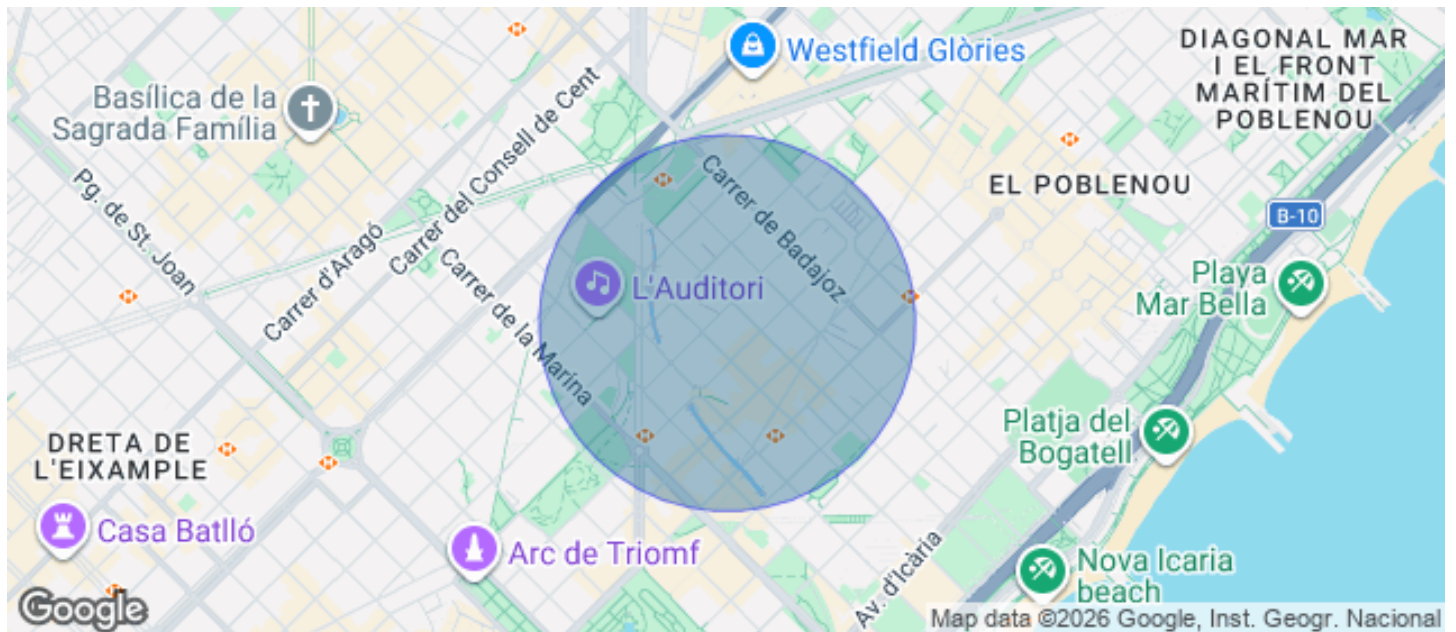 Westfield Glòries
DIAGONAL MAR
I EL FRONT
MARÍTIM DEL
POBLENOU
Basílica de la
Sagrada Família
Carrer del Consell de Cent
Carrer de Badajoz
EL POBLENOU
Pg. de St. Joan
B-10
Carrer d'Aragó
Carrer de la Marina
L'Auditori
Playa
Mar Bella
Platja del
Bogatell
DRETA DE
L'EIXAMPLE
Casa Batlló
Arc de Triomf
Av. d'Icària
Nova Icaria
beach
Google
Map data ©2026 Google, Inst. Geogr. Nacional